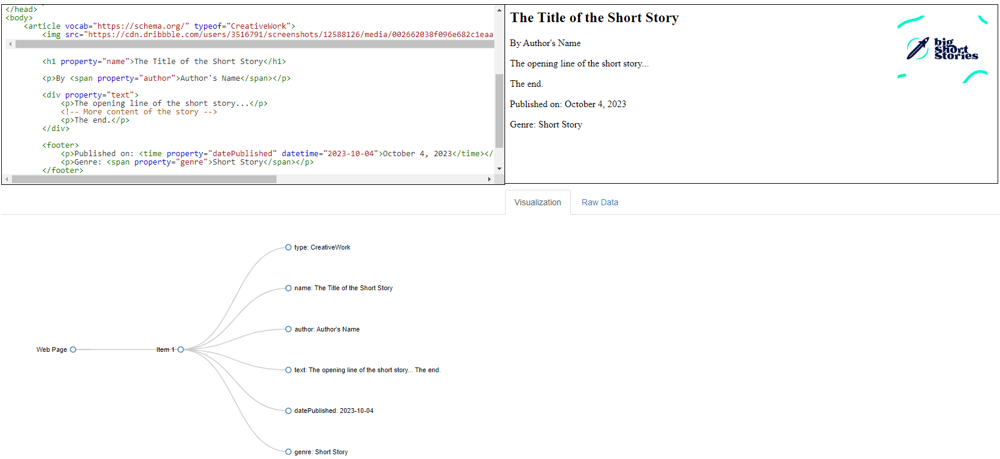 </head>
<body>
<article vocab="https://schema.org/" typeof="CreativeWork">
<img src="https://cdn.dribbble.com/users/3516791/screenshots/12588126/media/002662038f096e682c1eaa
<h1 property="name">The Title of the Short Story</h1>
<p>By <span property="author">Author's Name</span></p>
<div property="text">
<p>The opening line of the short story...</p>
<!-- More content of the story -->
<p>The end.</p>
</div>
<footer>
<p>Published on: <time property="datePublished" datetime="2023-10-04">October 4, 2023</time></
<p>Genre: <span property="genre">Short Story</span></p>
</footer>
The Title of the Short Story
By Author's Name
The opening line of the short story...
The end.
Published on: October 4, 2023
Genre: Short Story
big
Short
Stories
Visualization
Raw Data
Web Page
Item 1
type: CreativeWork
name: The Title of the Short Story
author: Author's Name
text: The opening line of the short story... The end.
datePublished: 2023-10-04
genre: Short Story